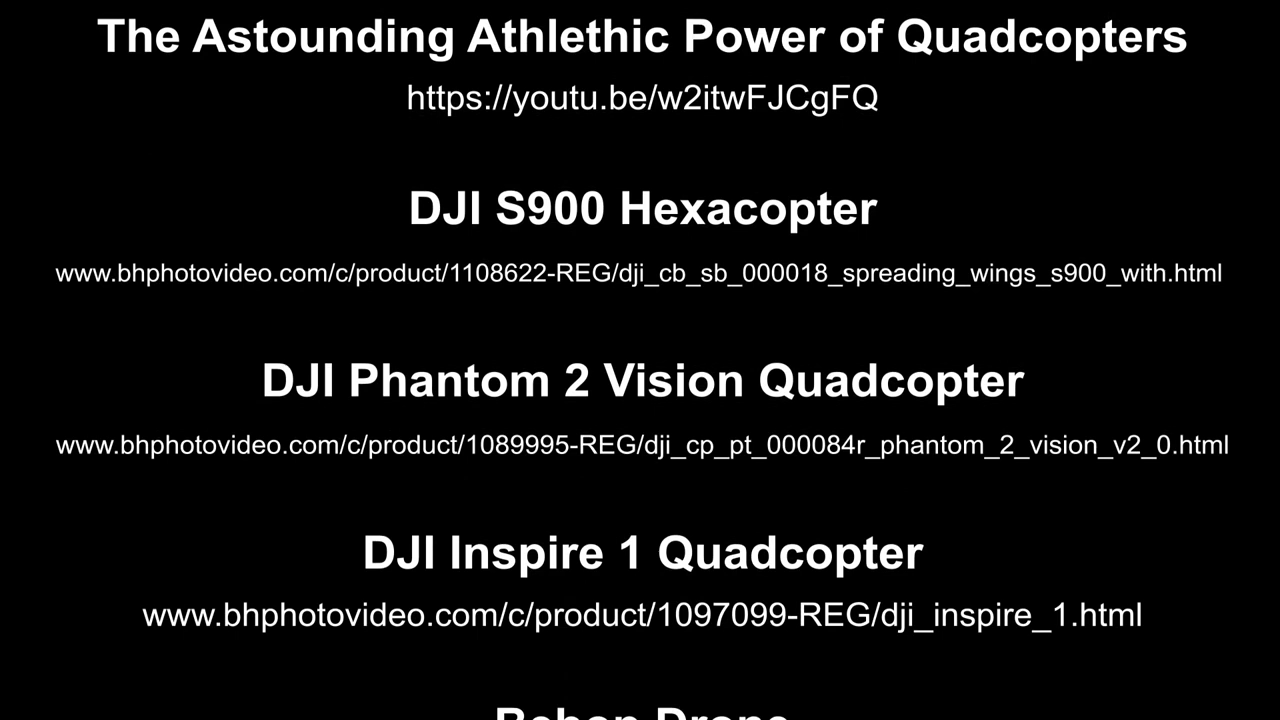 The Astounding Athlethic Power of Quadcopters
https://youtu.be/w2itwFJCgFQ
DJI S900 Hexacopter
www.bhphotovideo.com/c/product/1108622-REG/dji_cb_sb_000018_spreading_wings_s900_with.html
DJI Phantom 2 Vision Quadcopter
www.bhphotovideo.com/c/product/1089995-REG/dji_cp_pt_000084r_phantom_2_vision_v2_0.html
DJI Inspire 1 Quadcopter
www.bhphotovideo.com/c/product/1097099-REG/dji_inspire_1.html
Bebop Drone